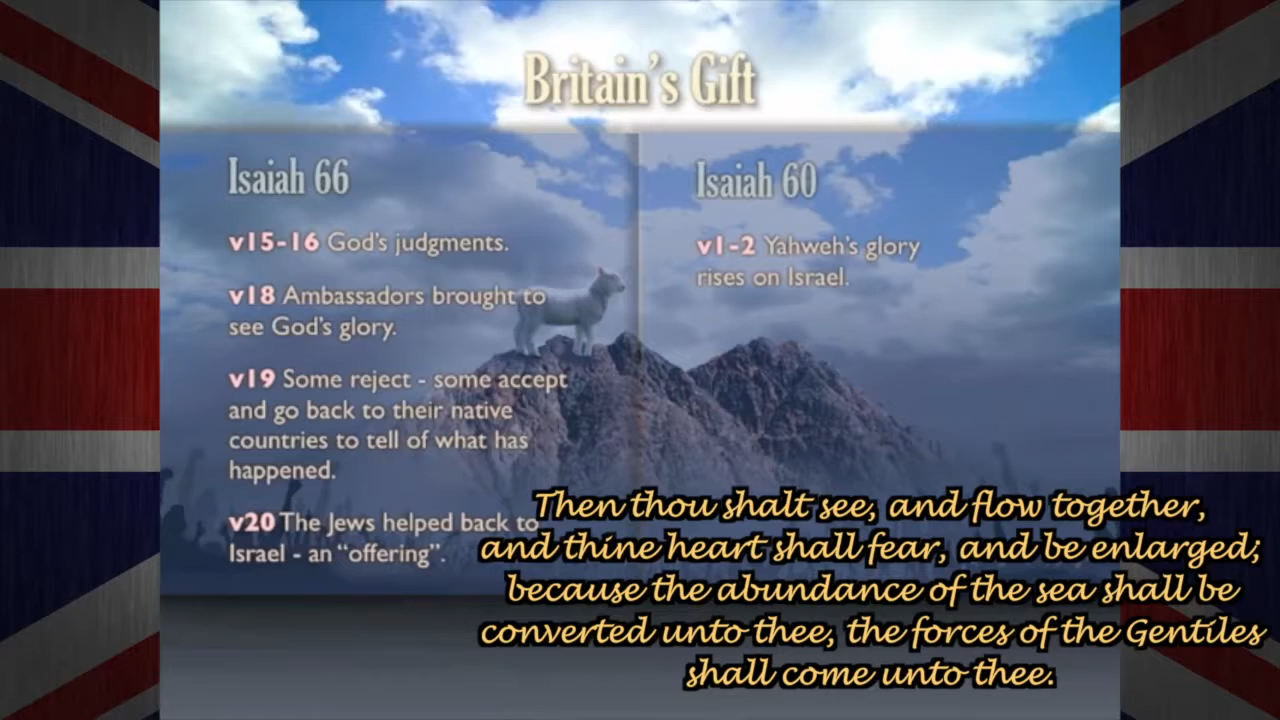 Britain's Gift
Isaiah 66
v15-16 God's judgments.
v18 Ambassadors brought to
see God's glory.
v19 Some reject - some accept
and go back to their native
countries to tell of what has
happened.
v20 The Jews helped back to
Israel - an "offering".
Isaiah 60
v1-2 Yahweh's glory
rises on Israel.
Then thou shalt see, and flow together,
and thine heart shall fear, and be enlarged;
because the abundance of the sea shall be
converted unto thee, the forces of the Gentiles
shall come unto thee.